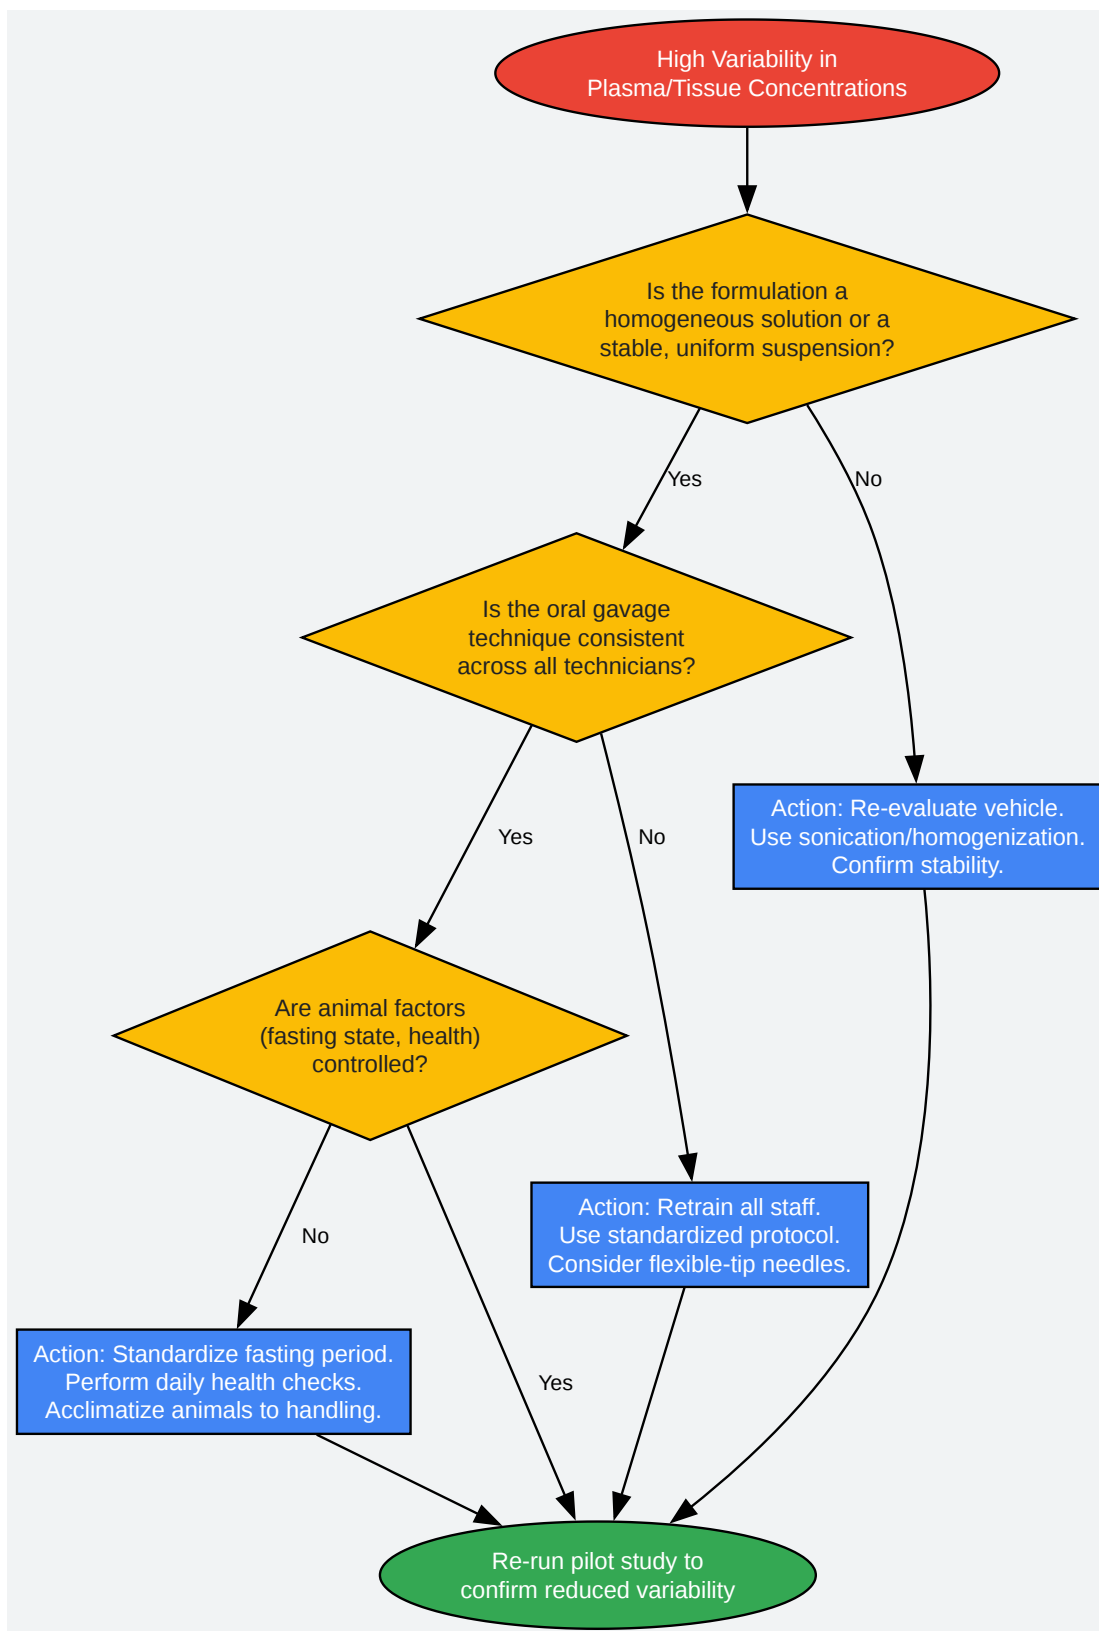 High Variability in
Plasma/Tissue Concentrations
Is the formulation a
homogeneous solution or a
stable, uniform suspension?
Yes
No
Is the oral gavage
technique consistent
across all technicians?
Yes
No
Action: Re-evaluate vehicle.
Use sonication/homogenization.
Confirm stability.
Are animal factors
(fasting state, health)
controlled?
No
Yes
Action: Retrain all staff.
Use standardized protocol.
Consider flexible-tip needles.
Action: Standardize fasting period.
Perform daily health checks.
Acclimatize animals to handling.
Re-run pilot study to
confirm reduced variability